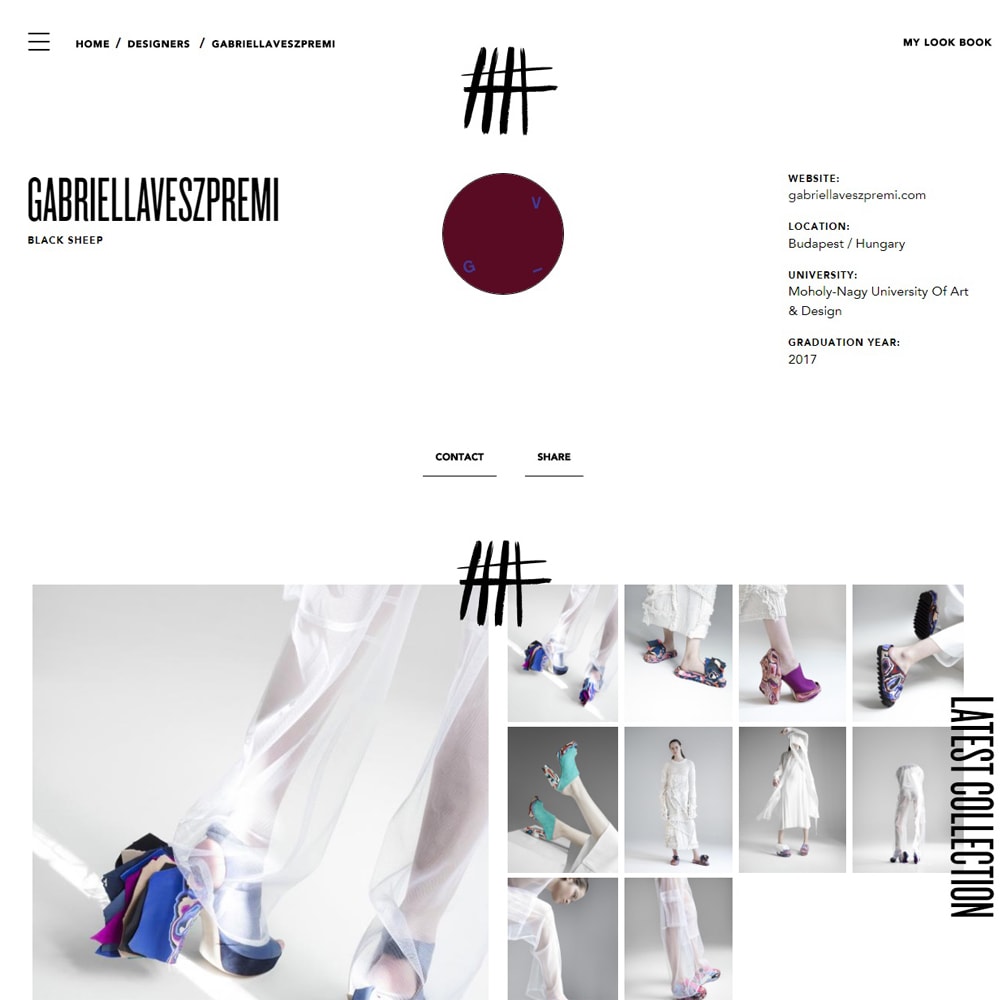 HOME / DESIGNERS / GABRIELLAVESZPREMI
MY LOOK BOOK
GABRIELLAVESZPREMI
BLACK SHEEP
V
G I
WEBSITE:
gabriellaveszpremi.com
LOCATION:
Budapest / Hungary
UNIVERSITY:
Moholy-Nagy University Of Art
& Design
GRADUATION YEAR:
2017
CONTACT
SHARE
LATEST COLLECTION